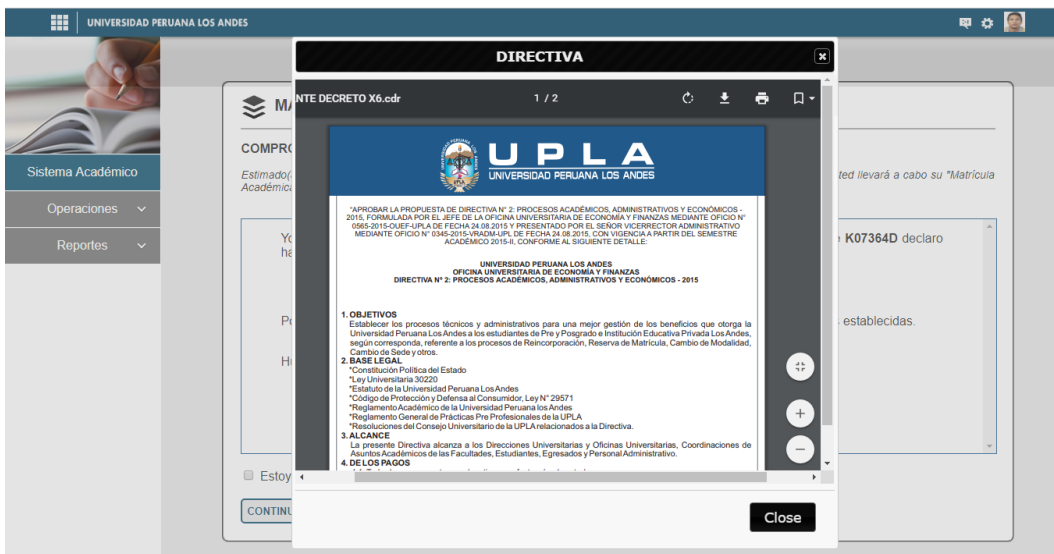 UNIVERSIDAD PERUANA LOS ANDES
DIRECTIVA
NTE DECRETO X6.cdr
1 / 2
MA
COMPRO
Estimado(
ted llevará a cabo su "Matrícula
Académica
Sistema Académico
Operaciones
Reportes
UPLA
UPLA
UNIVERSIDAD PERUANA LOS ANDES
"APROBAR LA PROPUESTA DE DIRECTIVA N° 2: PROCESOS ACADÉMICOS, ADMINISTRATIVOS Y ECONÓMICOS -
2015, FORMULADA POR EL JEFE DE LA OFICINA UNIVERSITARIA DE ECONOMÍA Y FINANZAS MEDIANTE OFICIO N°
0565-2015-OUEF-UPLA DE FECHA 24.08.2015 Y PRESENTADO POR EL SEÑOR VICERRECTOR ADMINISTRATIVO
MEDIANTE OFICIO N° 0345-2015-VRADM-UPL DE FECHA 24.08.2015, CON VIGENCIA A PARTIR DEL SEMESTRE
ACADÉMICO 2015-II, CONFORME AL SIGUIENTE DETALLE:
UNIVERSIDAD PERUANA LOS ANDES
OFICINA UNIVERSITARIA DE ECONOMÍA Y FINANZAS
DIRECTIVA N° 2: PROCESOS ACADÉMICOS, ADMINISTRATIVOS Y ECONÓMICOS - 2015
1. OBJETIVOS
Establecer los procesos técnicos y administrativos para una mejor gestión de los beneficios que otorga la
Universidad Peruana Los Andes a los estudiantes de Pre y Posgrado e Institución Educativa Privada Los Andes,
según corresponda, referente a los procesos de Reincorporación, Reserva de Matrícula, Cambio de Modalidad,
Cambio de Sede y otros.
2. BASE LEGAL
*Constitución Política del Estado
*Ley Universitaria 30220
*Estatuto de la Universidad Peruana Los Andes
*Código de Protección y Defensa al Consumidor, Ley N° 29571
*Reglamento Académico de la Universidad Peruana los Andes
*Reglamento General de Prácticas Pre Profesionales de la UPLA
*Resoluciones del Consejo Universitario de la UPLA relacionados a la Directiva.
3. ALCANCE
La presente Directiva alcanza a los Direcciones Universitarias y Oficinas Universitarias, Coordinaciones de
Asuntos Académicos de las Facultades, Estudiantes, Egresados y Personal Administrativo.
4. DE LOS PAGOS
Yo
K07364D declaro
ha
Po
establecidas.
Hu
Estoy
CONTINU
Close